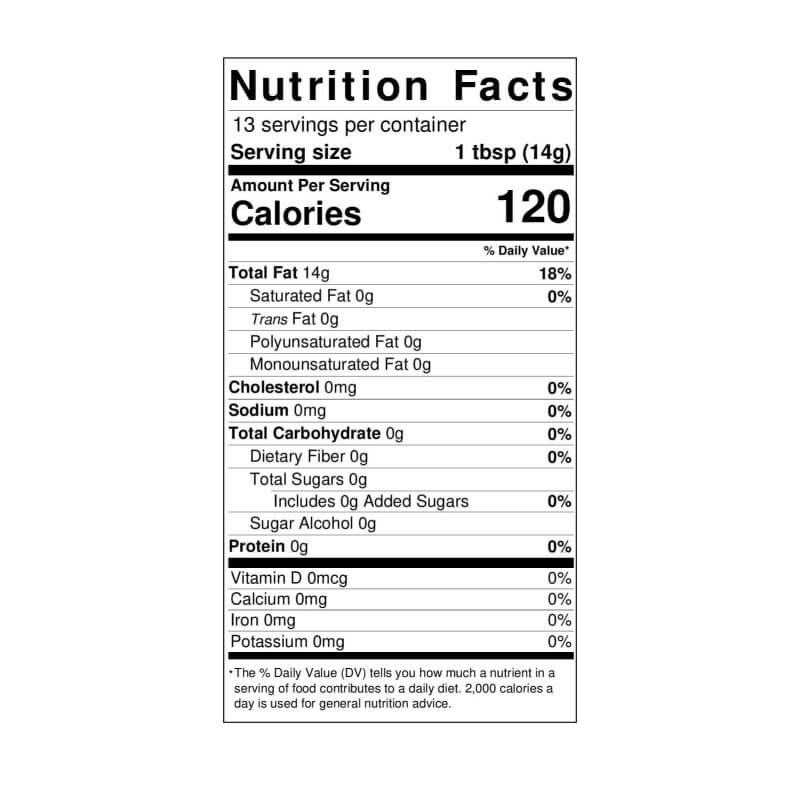 Nutrition Facts
13 servings per container
Serving size 1 tbsp (14g)
Amount Per Serving
Calories 120
% Daily Value*
Total Fat 14g 18%
Saturated Fat 0g 0%
Trans Fat 0g
Polyunsaturated Fat 0g
Monounsaturated Fat 0g
Cholesterol 0mg 0%
Sodium 0mg 0%
Total Carbohydrate 0g 0%
Dietary Fiber 0g 0%
Total Sugars 0g
Includes 0g Added Sugars 0%
Sugar Alcohol 0g
Protein 0g 0%
Vitamin D 0mcg 0%
Calcium 0mg 0%
Iron 0mg 0%
Potassium 0mg 0%
*The % Daily Value (DV) tells you how much a nutrient in a
serving of food contributes to a daily diet. 2,000 calories a
day is used for general nutrition advice.